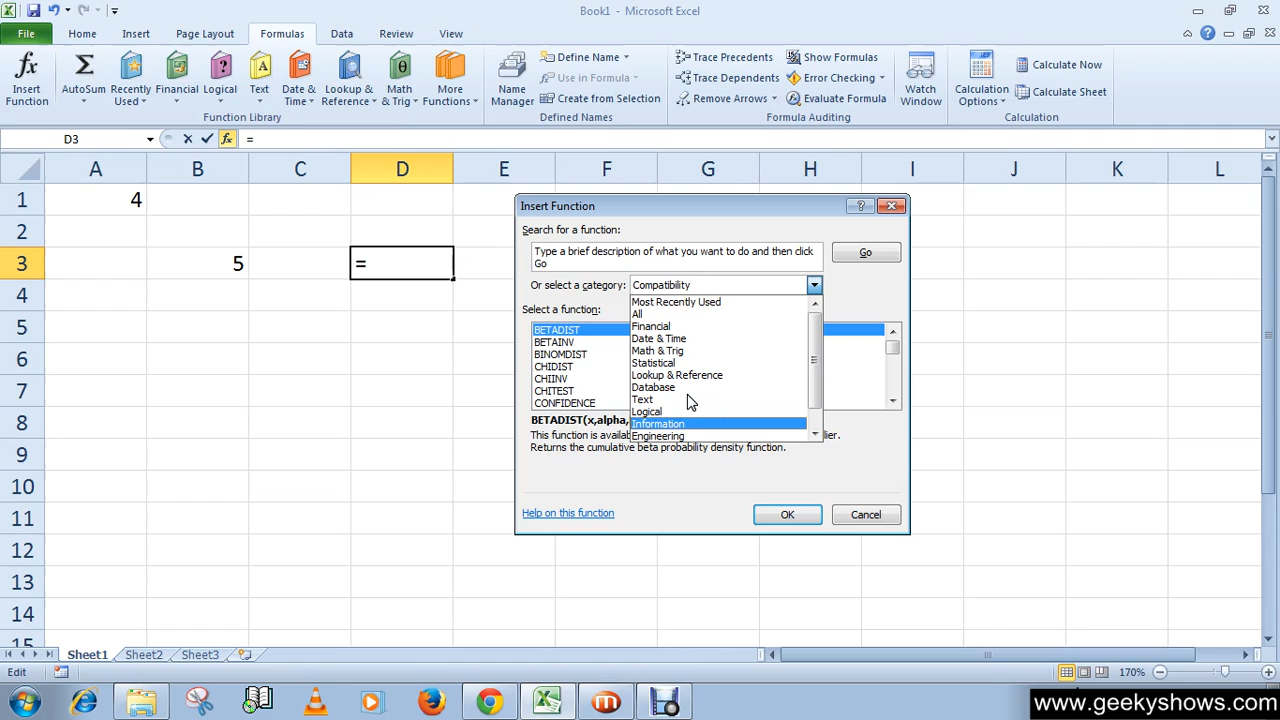 Book1 - Microsoft Excel
File Home Insert Page Layout Formulas Data Review View
fx Insert Function
Σ AutoSum
Recently Used
Financial
Logical
Text
Date & Time
Lookup & Reference
Math & Trig
More Functions
Function Library
Name Manager
Define Name
Use in Formula
Create from Selection
Defined Names
Trace Precedents
Trace Dependents
Remove Arrows
Show Formulas
Error Checking
Evaluate Formula
Formula Auditing
Watch Window
Calculation Options
Calculate Now
Calculate Sheet
Calculation
D3 fx =
A B C D E F G H I J K L
1 4
2
3 5 =
4
5
6
7
8
9
10
11
12
13
14
15
Insert Function
Search for a function:
Type a brief description of what you want to do and then click
Go
Go
Or select a category: Compatibility
Most Recently Used
All
Financial
Date & Time
Math & Trig
Statistical
Lookup & Reference
Database
Text
Logical
Information
Engineering
Select a function:
BETADIST
BETAINV
BINOMDIST
CHIDIST
CHIINV
CHITEST
CONFIDENCE
BETADIST(x,alpha,
This function is availab lier.
Returns the cumulative beta probability density function.
Help on this function
OK Cancel
Sheet1 Sheet2 Sheet3
Edit 170%
www.geekyshows.com